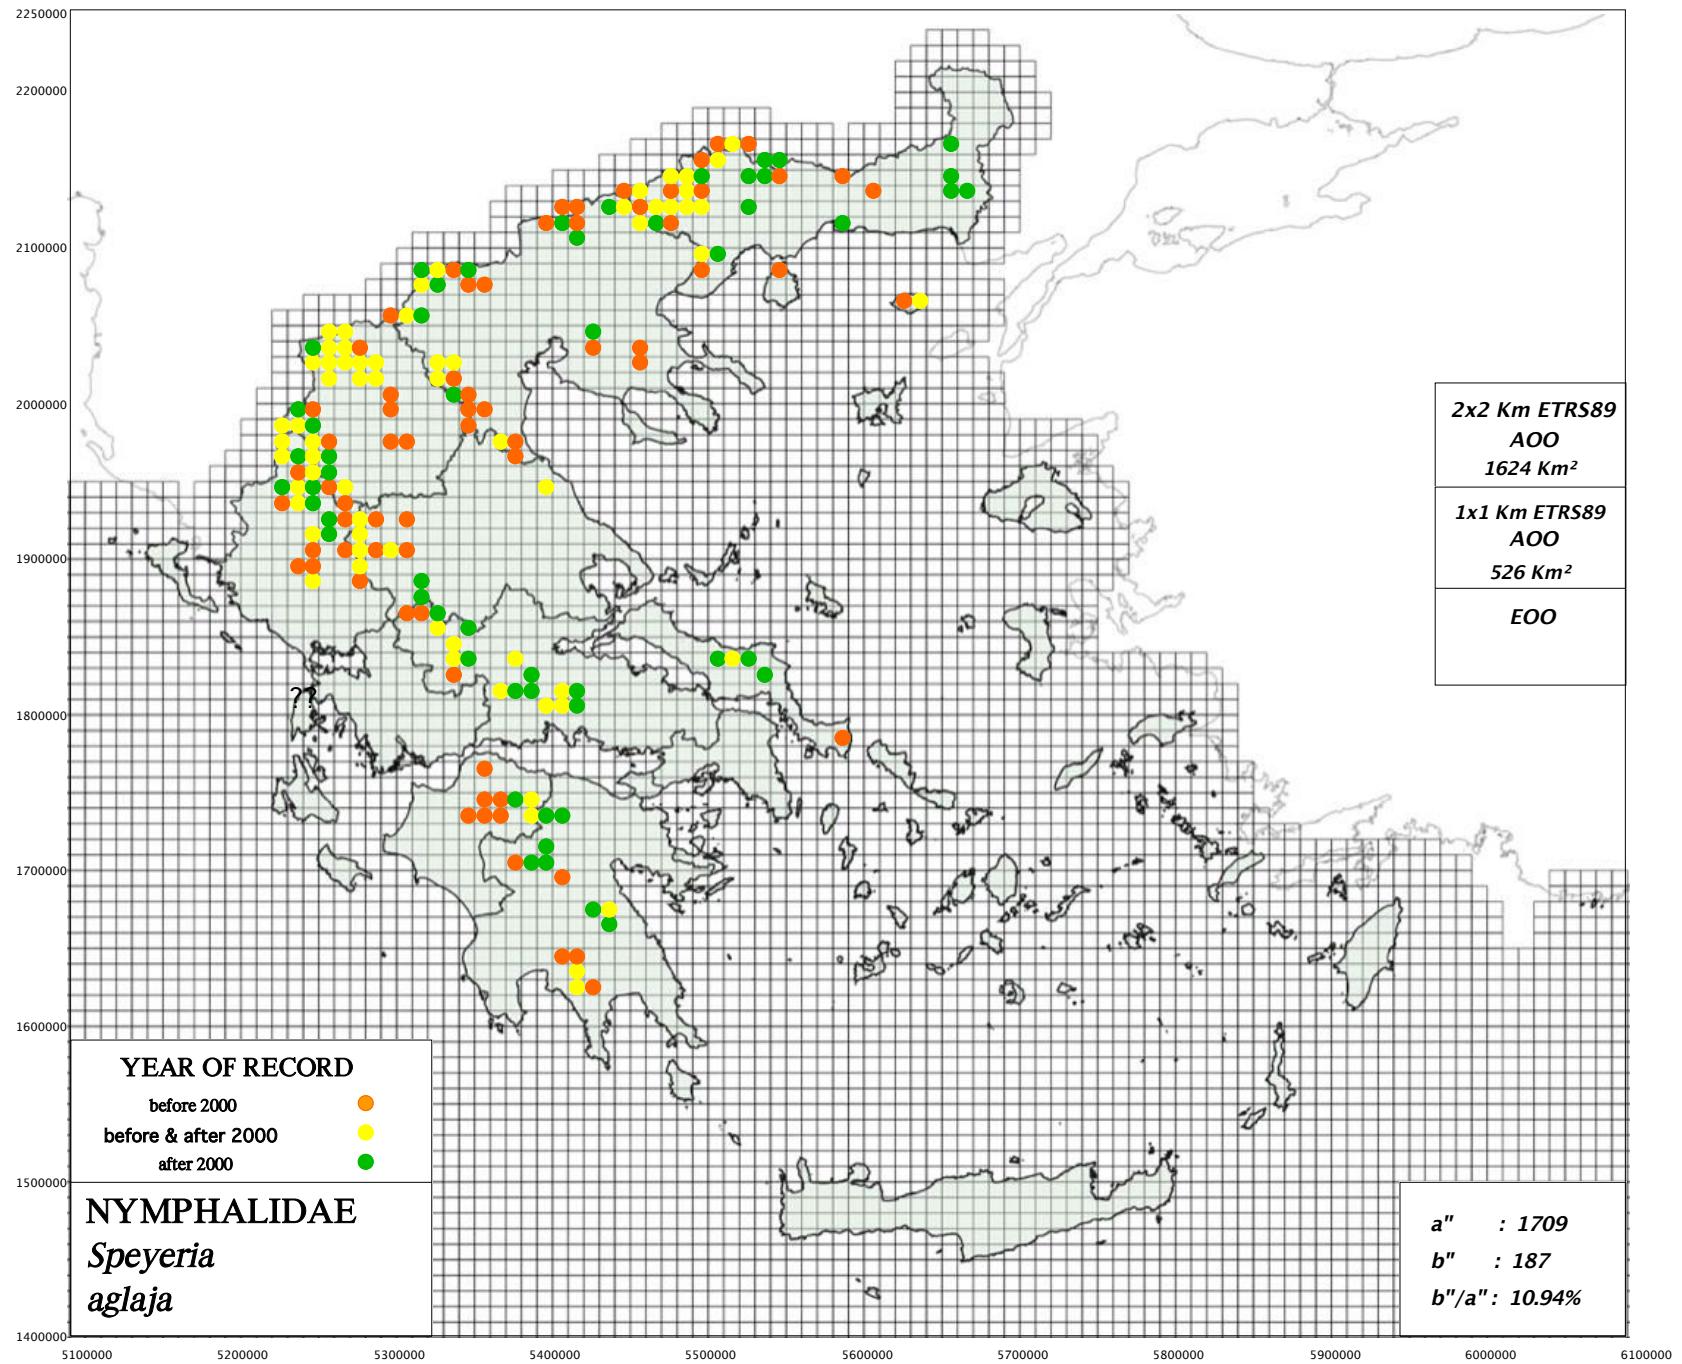 2250000
2200000
2100000
2000000
1900000
1800000
1700000
1600000
1500000
1400000
??
2x2 Km ETRS89
AOO
1624 Km²
1x1 Km ETRS89
AOO
526 Km²
EOO
YEAR OF RECORD
before 2000
before & after 2000
after 2000
NYMPHALIDAE
Speyeria
aglaja
a" : 1709
b" : 187
b"/a" : 10.94%
5100000 5200000 5300000 5400000 5500000 5600000 5700000 5800000 5900000 6000000 6100000